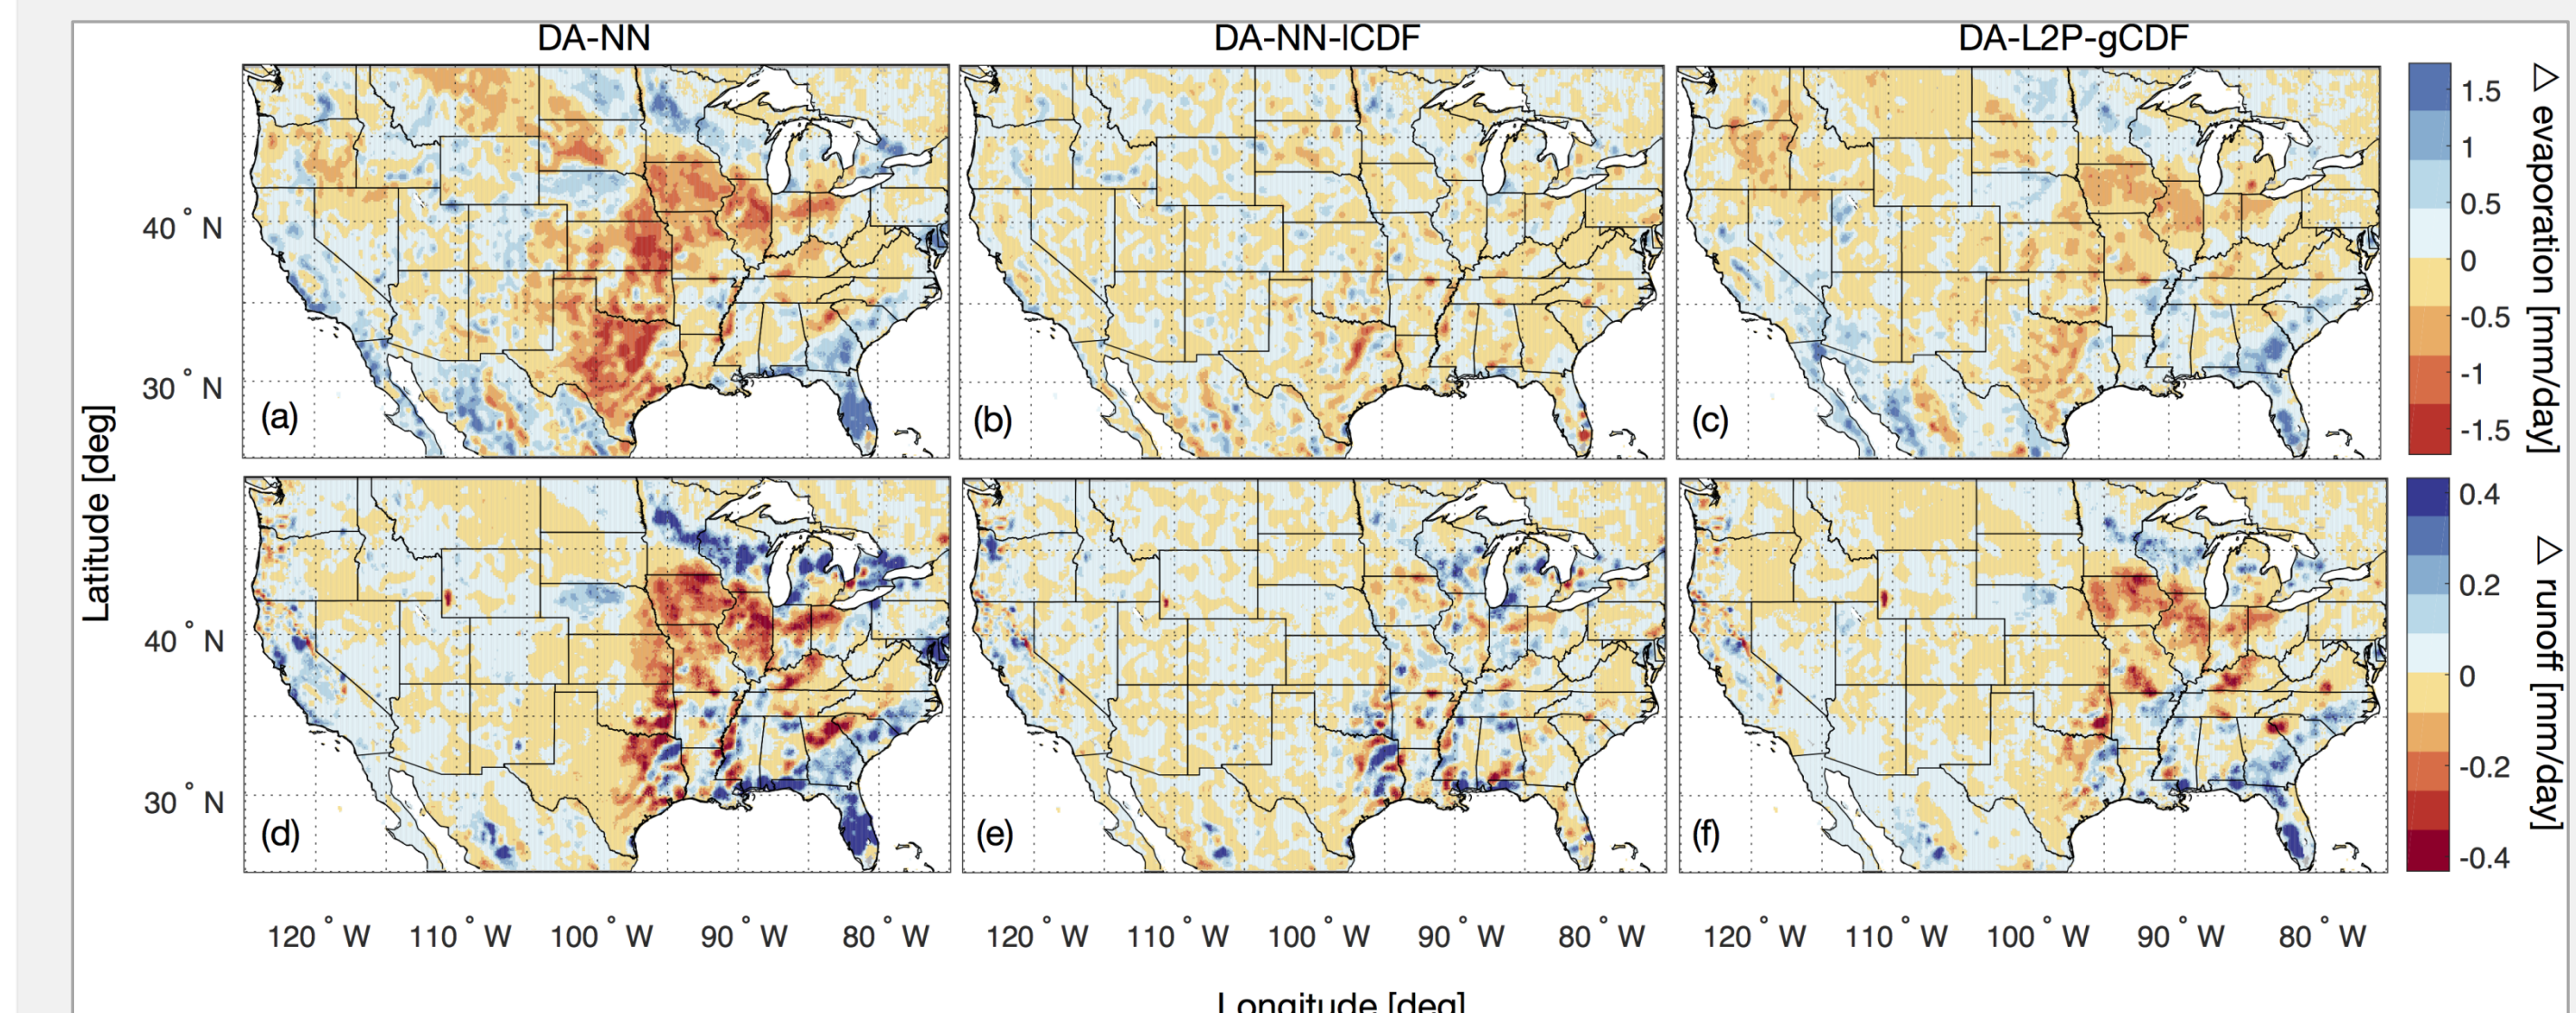 DA-NN
DA-NN-lCDF
DA-L2P-gCDF
(a)
(b)
(c)
40 ° N
30 ° N
1.5
1
0.5
0
-0.5
-1
-1.5
△ evaporation [mm/day]
Latitude [deg]
(d)
(e)
(f)
40 ° N
30 ° N
0.4
0.2
0
-0.2
-0.4
△ runoff [mm/day]
120 ° W 110 ° W 100 ° W 90 ° W 80 ° W
120 ° W 110 ° W 100 ° W 90 ° W 80 ° W
120 ° W 110 ° W 100 ° W 90 ° W 80 ° W
Longitude [deg]